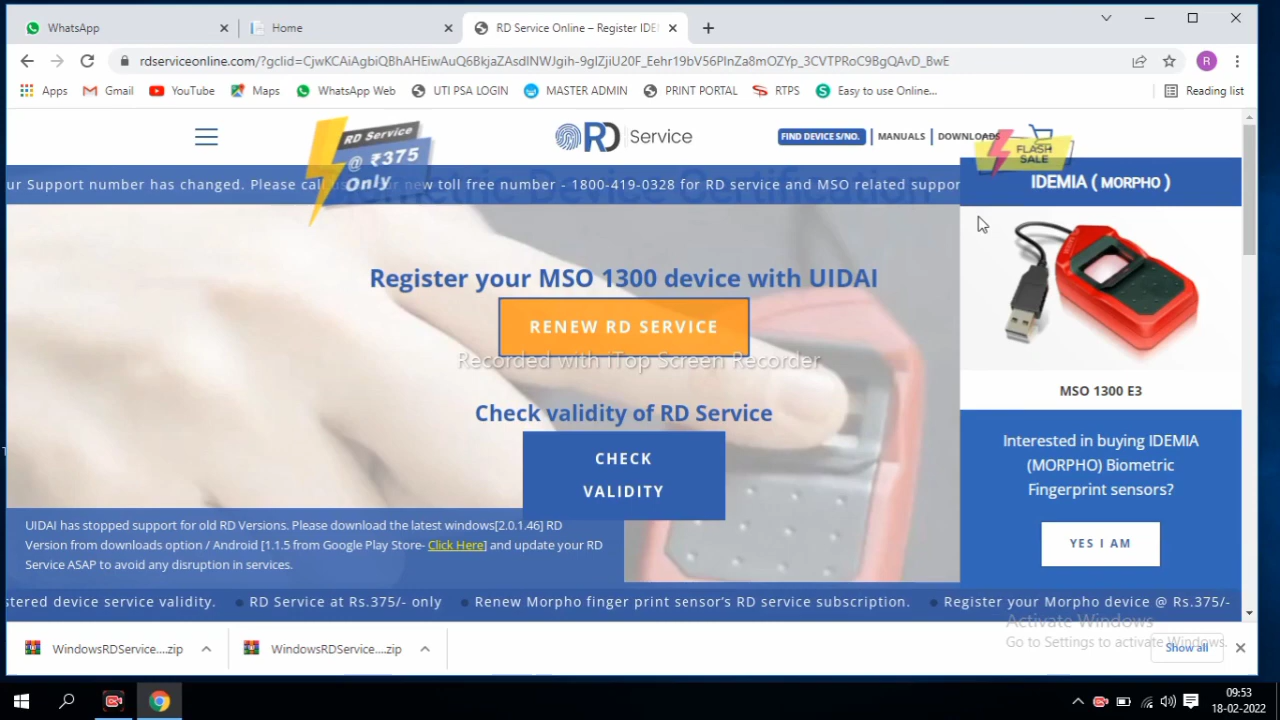 WhatsApp
Home
RD Service Online – Register IDE
rdserviceonline.com/?gclid=CjwKCAiAgbiQBhAHEiwAuQ6BkjaZAsdlNWJgih-9gIZjiU20F_Eehr19bV56PlnZa8mOZYp_3CVTPRoC9BgQAvD_BwE
R
Apps
Gmail
YouTube
Maps
WhatsApp Web
UTI PSA LOGIN
MASTER ADMIN
PRINT PORTAL
RTPS
Easy to use Online...
Reading list
RD Service
@ ₹375
Only
RD Service
FIND DEVICE S/NO.
MANUALS
DOWNLOADS
FLASH
SALE
ur Support number has changed. Please call us on our new toll free number - 1800-419-0328 for RD service and MSO related suppor
ometric Device Certification
IDEMIA ( MORPHO )
Register your MSO 1300 device with UIDAI
RENEW RD SERVICE
Recorded with iTop Screen Recorder
Check validity of RD Service
CHECK
VALIDITY
MSO 1300 E3
Interested in buying IDEMIA
(MORPHO) Biometric
Fingerprint sensors?
YES I AM
UIDAI has stopped support for old RD Versions. Please download the latest windows[2.0.1.46] RD
Version from downloads option / Android [1.1.5 from Google Play Store- Click Here] and update your RD
Service ASAP to avoid any disruption in services.
stered device service validity. ● RD Service at Rs.375/- only ● Renew Morpho finger print sensor's RD service subscription. ● Register your Morpho device @ Rs.375/-
Activate Windows
Go to Settings to activate Windows.
WindowsRDService....zip
WindowsRDService....zip
Show all
09:53
18-02-2022